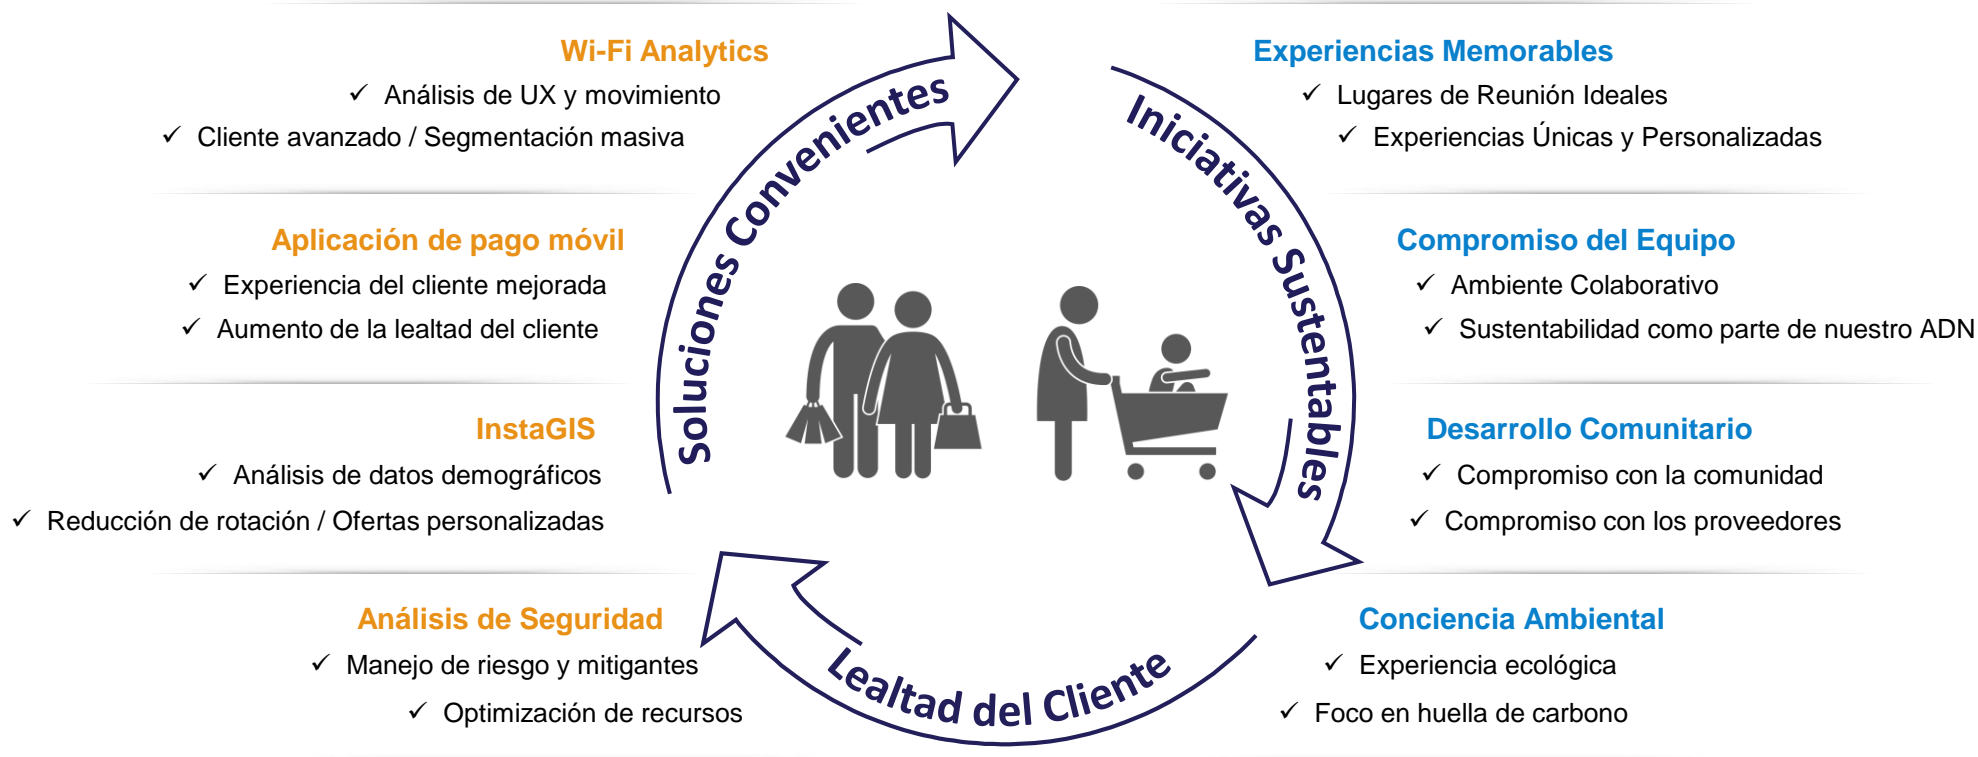 Wi-Fi Analytics
✓ Análisis de UX y movimiento
✓ Cliente avanzado / Segmentación masiva
Aplicación de pago móvil
✓ Experiencia del cliente mejorada
✓ Aumento de la lealtad del cliente
InstaGIS
✓ Análisis de datos demográficos
✓ Reducción de rotación / Ofertas personalizadas
Análisis de Seguridad
✓ Manejo de riesgo y mitigantes
✓ Optimización de recursos
Soluciones Convenientes
Iniciativas Sustentables
Lealtad del Cliente
Experiencias Memorables
✓ Lugares de Reunión Ideales
✓ Experiencias Únicas y Personalizadas
Compromiso del Equipo
✓ Ambiente Colaborativo
✓ Sustentabilidad como parte de nuestro ADN
Desarrollo Comunitario
✓ Compromiso con la comunidad
✓ Compromiso con los proveedores
Conciencia Ambiental
✓ Experiencia ecológica
✓ Foco en huella de carbono